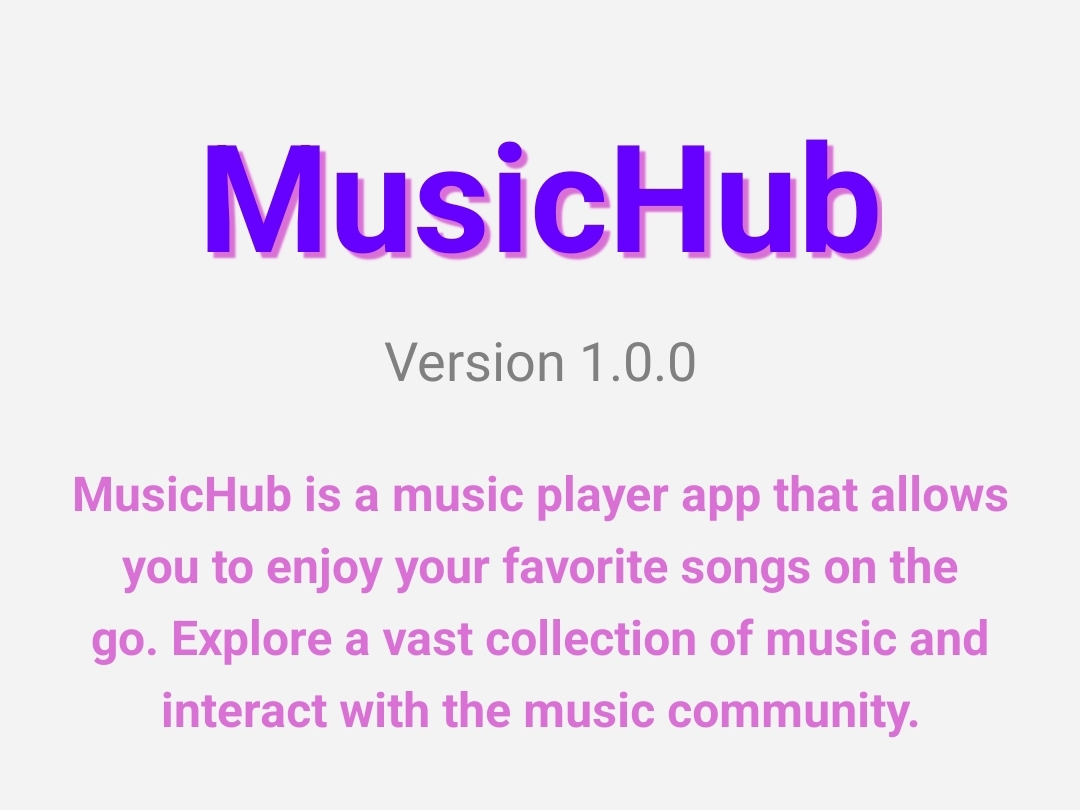 MusicHub
Version 1.0.0
MusicHub is a music player app that allows
you to enjoy your favorite songs on the
go. Explore a vast collection of music and
interact with the music community.